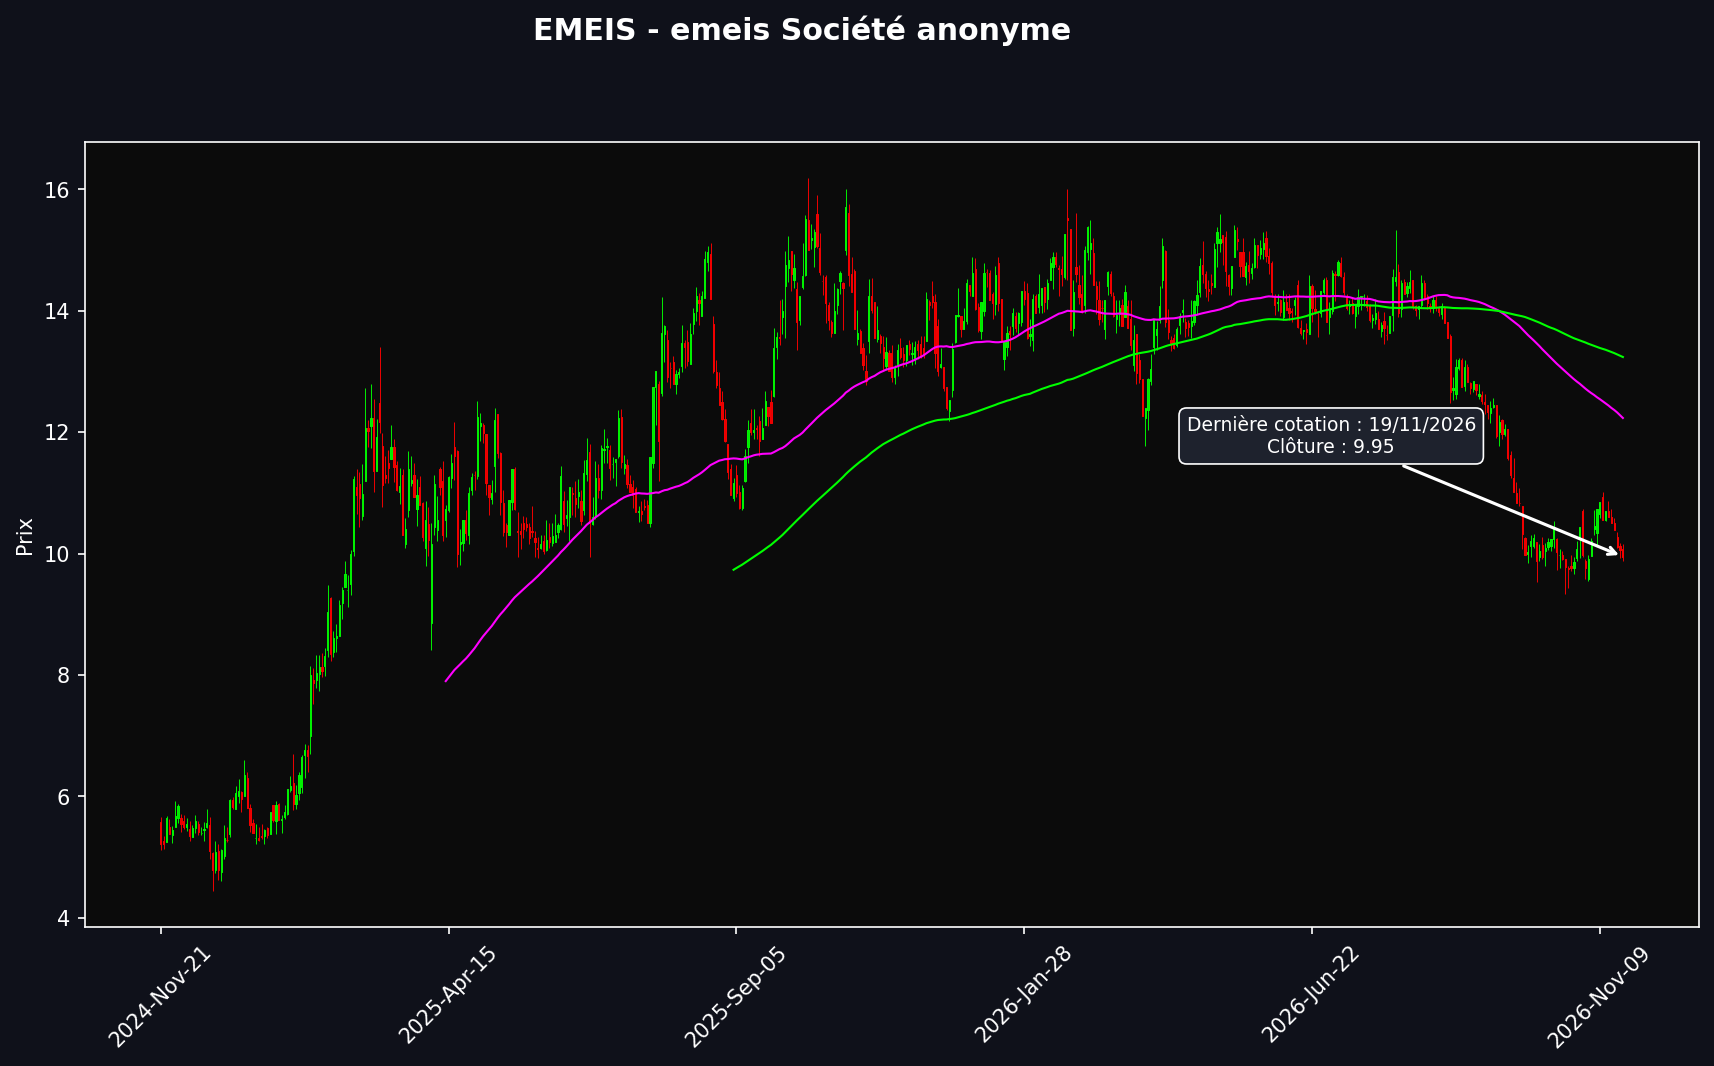 EMEIS - emeis Société anonyme
Prix
16
14
12
10
8
6
4
Dernière cotation : 19/11/2026
Clôture : 9.95
2024-Nov-21
2025-Apr-15
2025-Sep-05
2026-Jan-28
2026-Jun-22
2026-Nov-09